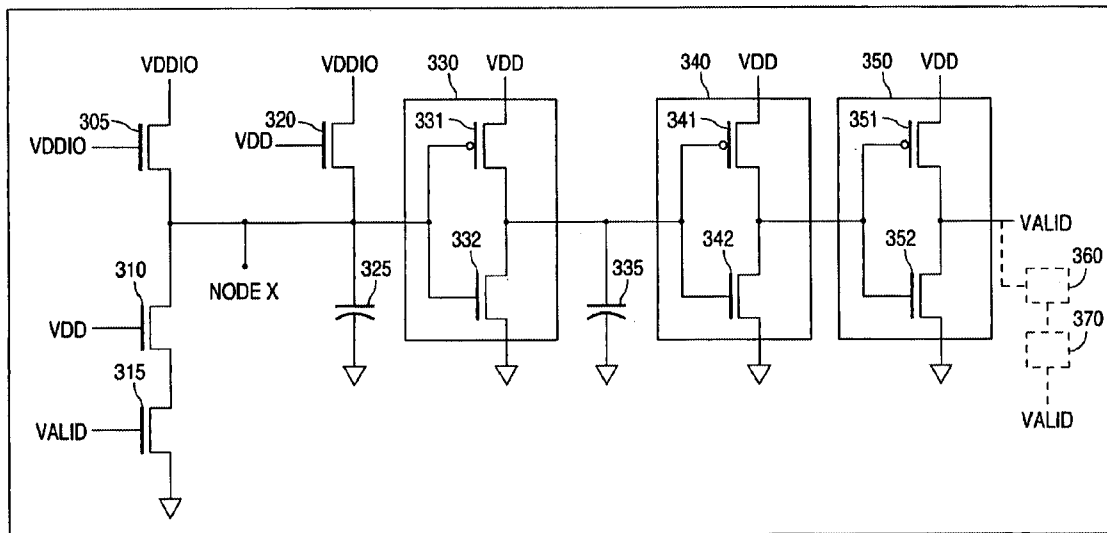 VDDIO
305
VDDIO
VDDIO
320
VDD
330
VDD
331
332
340
VDD
341
342
350
VDD
351
352
310
VDD
NODE X
325
335
VALID
360
370
VALID
315
VALID